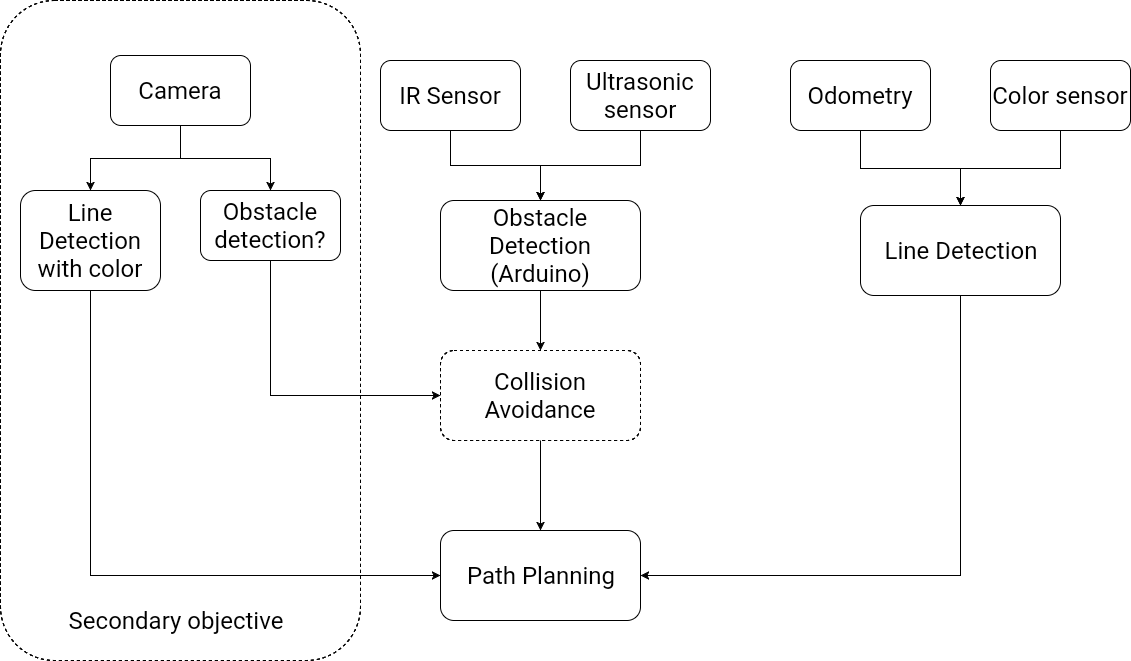 Camera
IR Sensor
Ultrasonic
sensor
Odometry
Color sensor
Line
Detection
with color
Obstacle
detection?
Obstacle
Detection
(Arduino)
Line Detection
Collision
Avoidance
Path Planning
Secondary objective